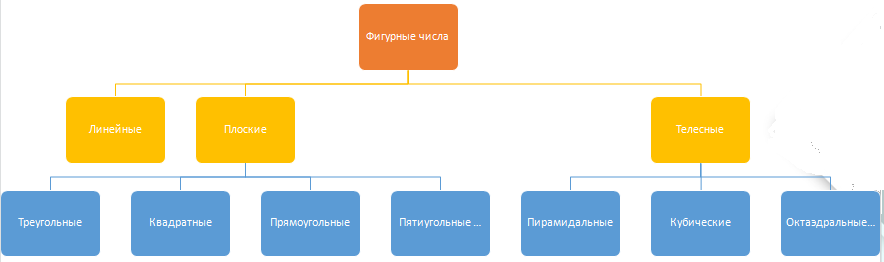 Фигурные числа
Линейные
Плоские
Телесные
Треугольные
Квадратные
Прямоугольные
Пятиугольные ...
Пирамидальные
Кубические
Октаэдральные...